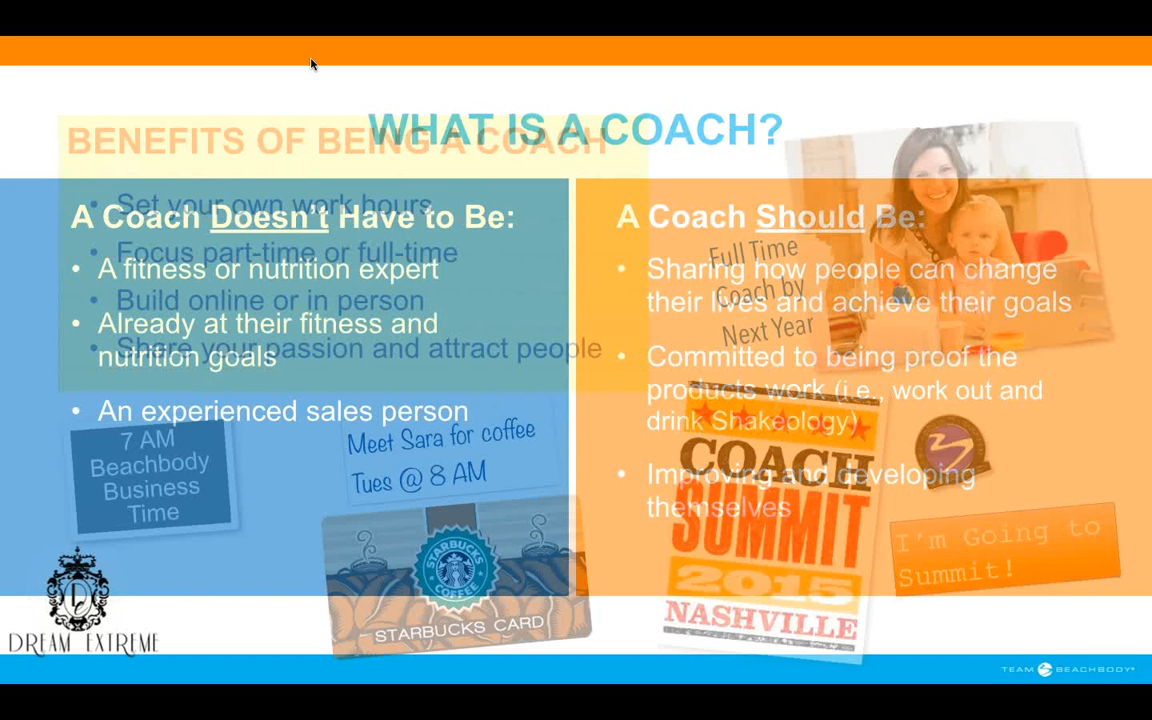 WHAT IS A COACH?
BENEFITS OF BEING A COACH
• Set your own work hours
• Focus part-time or full-time
• Build online or in person
• Share your passion and attract people
A Coach Doesn't Have to Be:
• A fitness or nutrition expert
• Already at their fitness and
nutrition goals
• An experienced sales person
A Coach Should Be:
• Sharing how people can change
their lives and achieve their goals
• Committed to being proof the
products work (i.e., work out and
drink Shakeology)
• Improving and developing
themselves
Full Time
Coach by
Next Year
7 AM
Beachbody
Business
Time
Meet Sara for coffee
Tues @ 8 AM
STARBUCKS
COFFEE
STARBUCKS CARD
COACH
SUMMIT
2015
NASHVILLE
I'm Going to
Summit!
DREAM EXTREME
TEAM BEACHBODY®